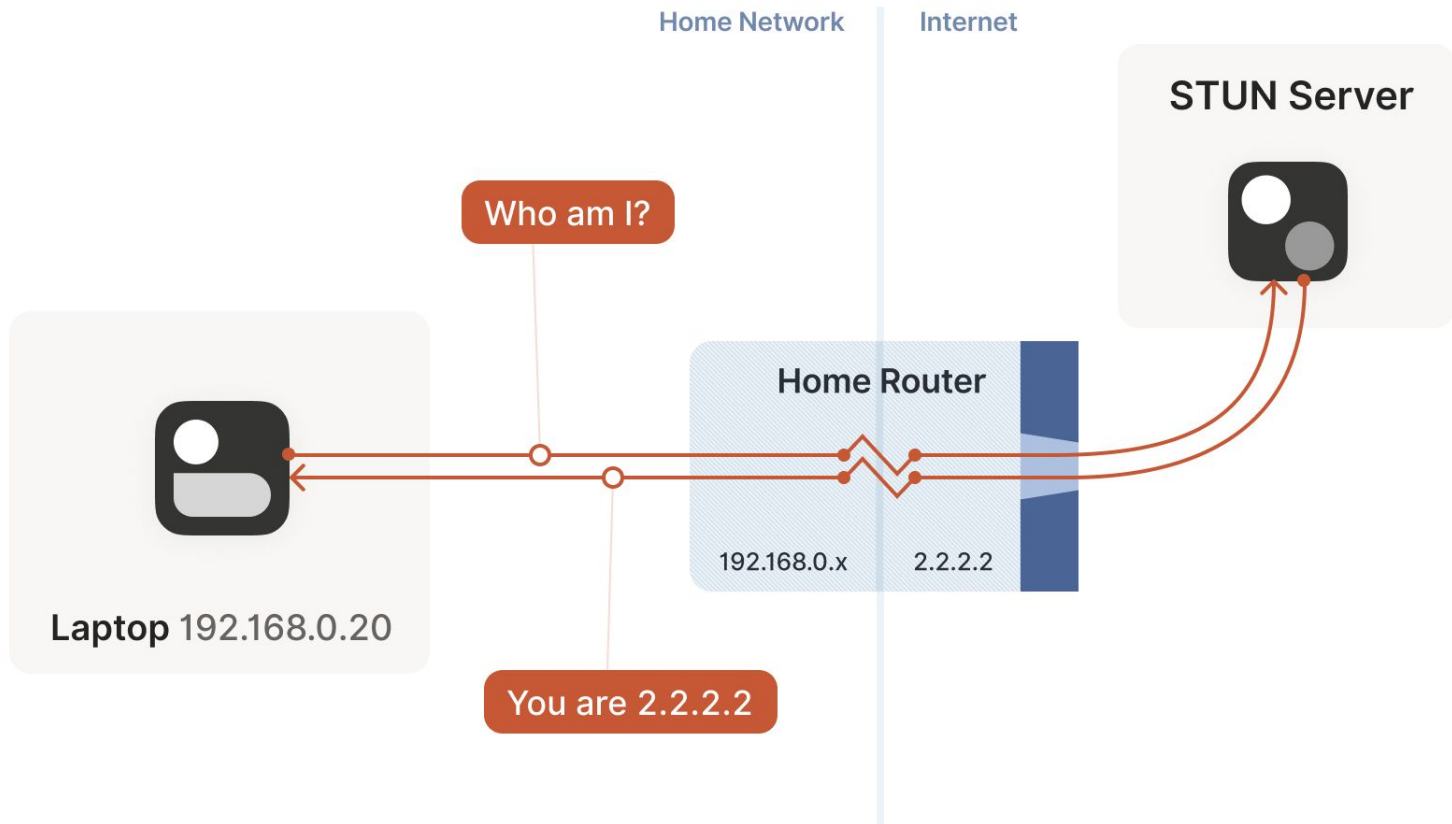 Home Network
Internet
STUN Server
Who am I?
Home Router
192.168.0.x
2.2.2.2
Laptop 192.168.0.20
You are 2.2.2.2